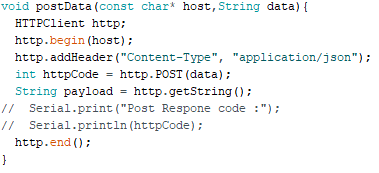 void postData(const char* host,String data){
  HTTPClient http;
  http.begin(host);
  http.addHeader("Content-Type", "application/json");
  int httpCode = http.POST(data);
  String payload = http.getString();
//  Serial.print("Post Respone code :");
//  Serial.println(httpCode);
  http.end();
}